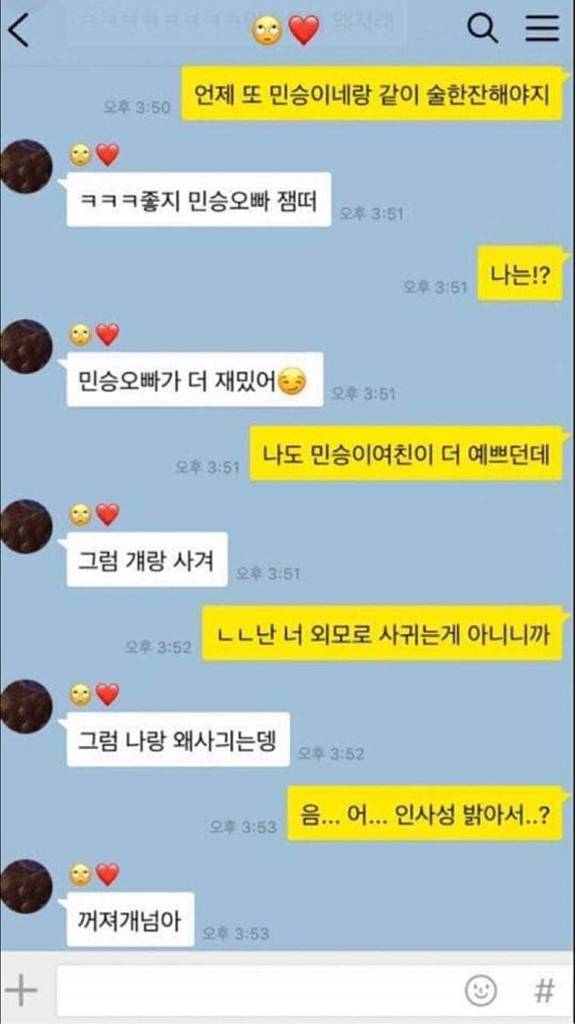 🙄❤️
언제 또 민승이네랑 같이 술한잔해야지
오후 3:50
🙄❤️
ㅋㅋㅋ좋지 민승오빠 잼떠
오후 3:51
나는!?
오후 3:51
🙄❤️
민승오빠가 더 재밌어😏
오후 3:51
나도 민승이여친이 더 예쁘던데
오후 3:51
🙄❤️
그럼 걔랑 사겨
오후 3:51
ㄴㄴ난 너 외모로 사귀는게 아니니까
오후 3:52
🙄❤️
그럼 나랑 왜사긔는뎅
오후 3:52
음... 어... 인사성 밝아서..?
오후 3:53
🙄❤️
꺼져개넘아
오후 3:53
#